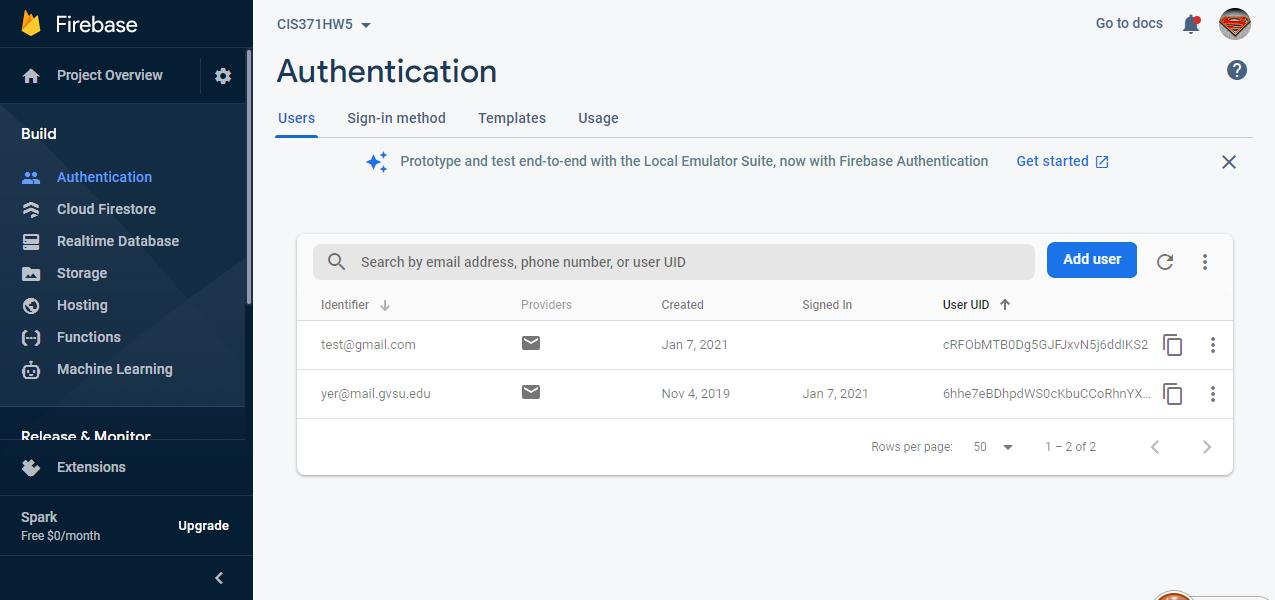 Firebase
Project Overview
Build
Authentication
Cloud Firestore
Realtime Database
Storage
Hosting
Functions
Machine Learning
Release & Monitor
Extensions
Spark
Free $0/month
Upgrade
CIS371HW5
Go to docs
Authentication
Users Sign-in method Templates Usage
Prototype and test end-to-end with the Local Emulator Suite, now with Firebase Authentication Get started
Search by email address, phone number, or user UID
Add user
Identifier Providers Created Signed In User UID
test@gmail.com Jan 7, 2021 cRFObMTB0Dg5GJFJxvN5j6ddIKS2
yer@mail.gvsu.edu Nov 4, 2019 Jan 7, 2021 6hhe7eBDhpdWS0cKbuCCoRhnYX...
Rows per page: 50 1 – 2 of 2